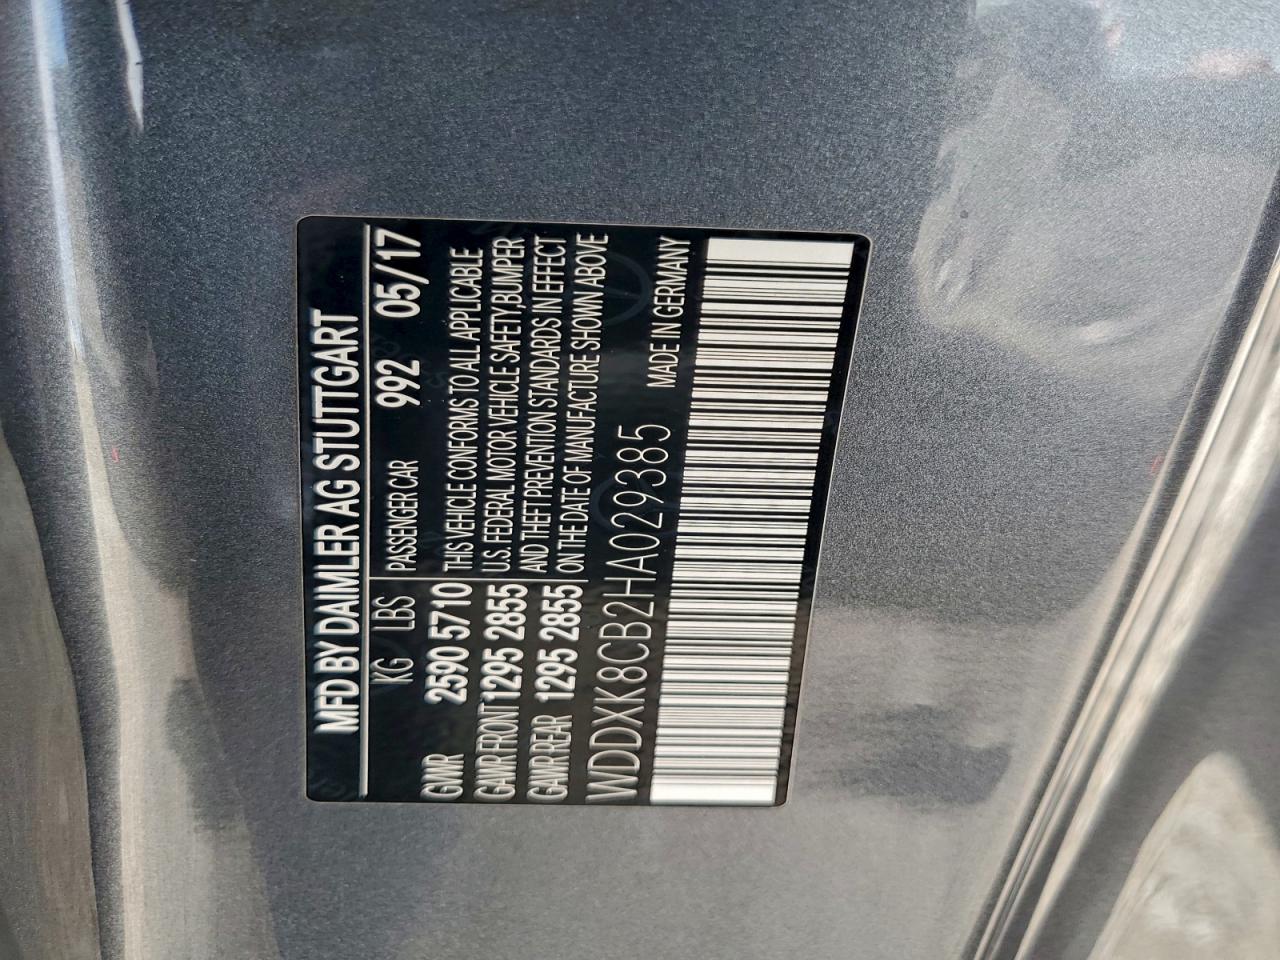 MFD BY DAIMLER AG STUTTGART
KG LBS PASSENGER CAR 992 05/17
GVWR 2590 5710
GAWR FRONT 1295 2855
GAWR REAR 1295 2855
THIS VEHICLE CONFORMS TO ALL APPLICABLE
U.S. FEDERAL MOTOR VEHICLE SAFETY,BUMPER
AND THEFT PREVENTION STANDARDS IN EFFECT
ON THE DATE OF MANUFACTURE SHOWN ABOVE
WDDXK8CB2HA029385 MADE IN GERMANY